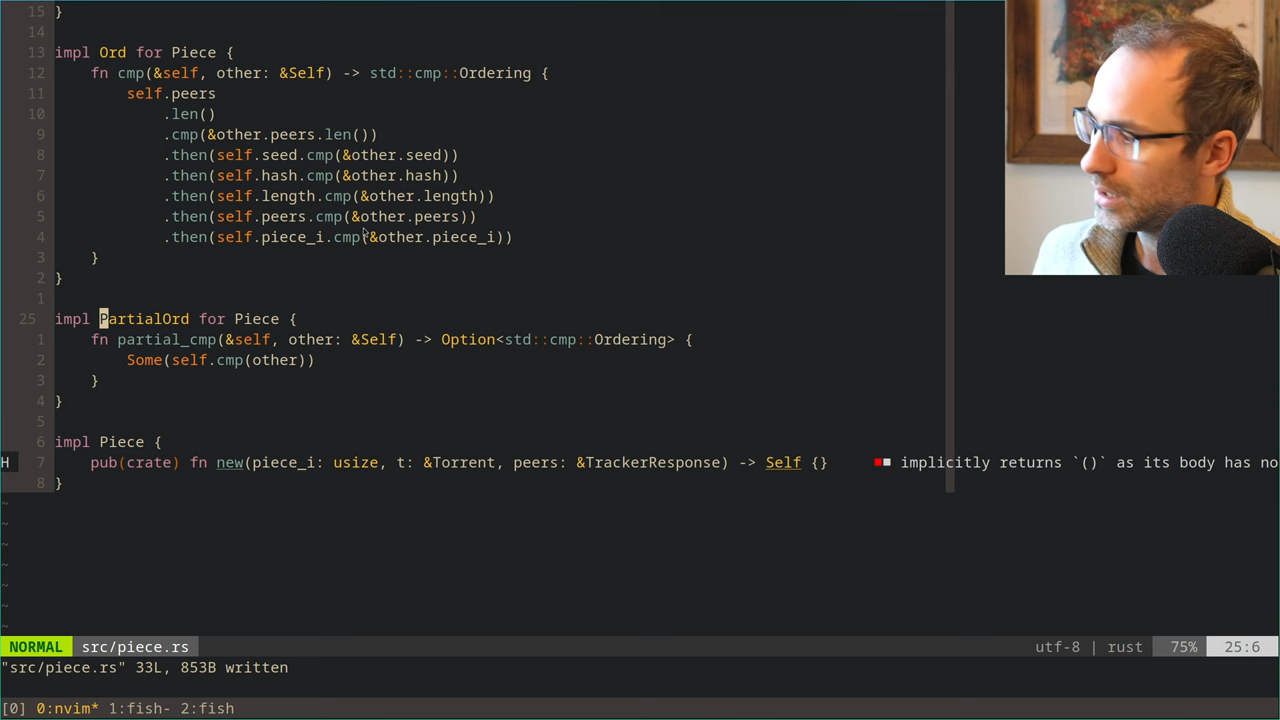 15 }
14
13 impl Ord for Piece {
12     fn cmp(&self, other: &Self) -> std::cmp::Ordering {
11         self.peers
10             .len()
9             .cmp(&other.peers.len())
8             .then(self.seed.cmp(&other.seed))
7             .then(self.hash.cmp(&other.hash))
6             .then(self.length.cmp(&other.length))
5             .then(self.peers.cmp(&other.peers))
4             .then(self.piece_i.cmp(&other.piece_i))
3     }
2 }
1
25 impl PartialOrd for Piece {
1     fn partial_cmp(&self, other: &Self) -> Option<std::cmp::Ordering> {
2         Some(self.cmp(other))
3     }
4 }
5
6 impl Piece {
H 7     pub(crate) fn new(piece_i: usize, t: &Torrent, peers: &TrackerResponse) -> Self {} ■■ implicitly returns `()` as its body has no
8 }
~
~
~
~
~
~
~
NORMAL src/piece.rs utf-8 | rust 75% 25:6
"src/piece.rs" 33L, 853B written
[0] 0:nvim* 1:fish- 2:fish